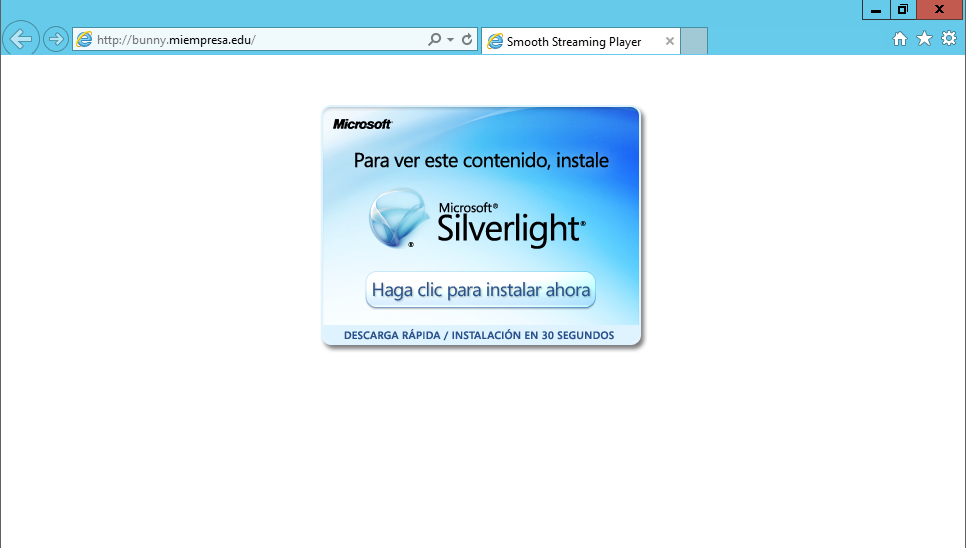 http://bunny.miempresa.edu/
Smooth Streaming Player
Microsoft
Para ver este contenido, instale
Microsoft®
Silverlight®
®
Haga clic para instalar ahora
DESCARGA RÁPIDA / INSTALACIÓN EN 30 SEGUNDOS